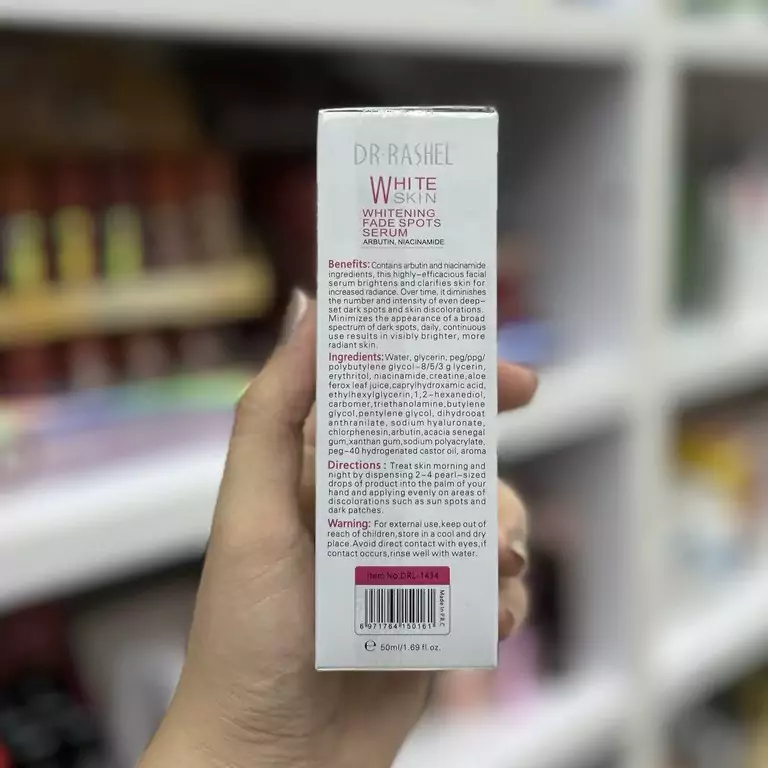 DR·RASHEL
WHITE
SKIN
WHITENING
FADE SPOTS
SERUM
ARBUTIN, NIACINAMIDE
Benefits: Contains arbutin and niacinamide
ingredients, this highly-efficacious facial
serum brightens and clarifies skin for
increased radiance. Over time, it diminishes
the number and intensity of even deep-
set dark spots and skin discolorations.
Minimizes the appearance of a broad
spectrum of dark spots, daily, continuous
use results in visibly brighter, more
radiant skin.
Ingredients: Water, glycerin, peg/ppg/
polybutylene glycol-8/5/3 glycerin,
erythritol, niacinamide, creatine, aloe
ferox leaf juice, caprylhydroxamic acid,
ethylhexylglycerin, 1,2-hexanediol,
carbomer, triethanolamine, butylene
glycol, pentylene glycol, dihydrooat
anthranilate, sodium hyaluronate,
chlorphenesin, arbutin, acacia senegal
gum, xanthan gum, sodium polyacrylate,
peg-40 hydrogenated castor oil, aroma
Directions : Treat skin morning and
night by dispensing 2-4 pearl-sized
drops of product into the palm of your
hand and applying evenly on areas of
discolorations such as sun spots and
dark patches.
Warning: For external use, keep out of
reach of children, store in a cool and dry
place. Avoid direct contact with eyes, if
contact occurs, rinse well with water.
Item No.:DRL-1434
Made in P.R.C
6 971764 150161
e 50ml/1.69 fl.oz.